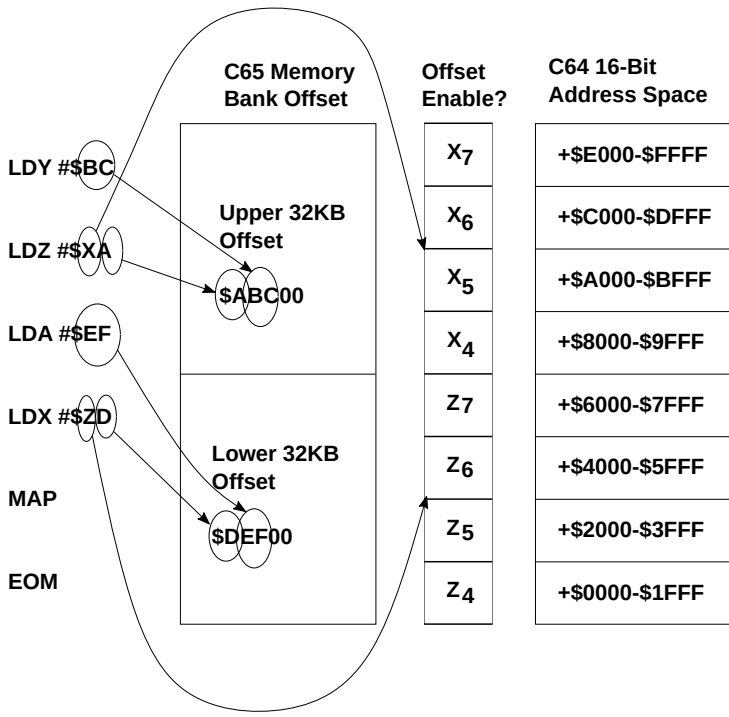 C65 Memory
Bank Offset
Offset
Enable?
C64 16-Bit
Address Space
LDY #$BC
LDZ #$XA
LDA #$EF
LDX #$ZD
MAP
EOM
Upper 32KB
Offset
$ABC00
Lower 32KB
Offset
$DEF00
X7
+$E000-$FFFF
X6
+$C000-$DFFF
X5
+$A000-$BFFF
X4
+$8000-$9FFF
Z7
+$6000-$7FFF
Z6
+$4000-$5FFF
Z5
+$2000-$3FFF
Z4
+$0000-$1FFF